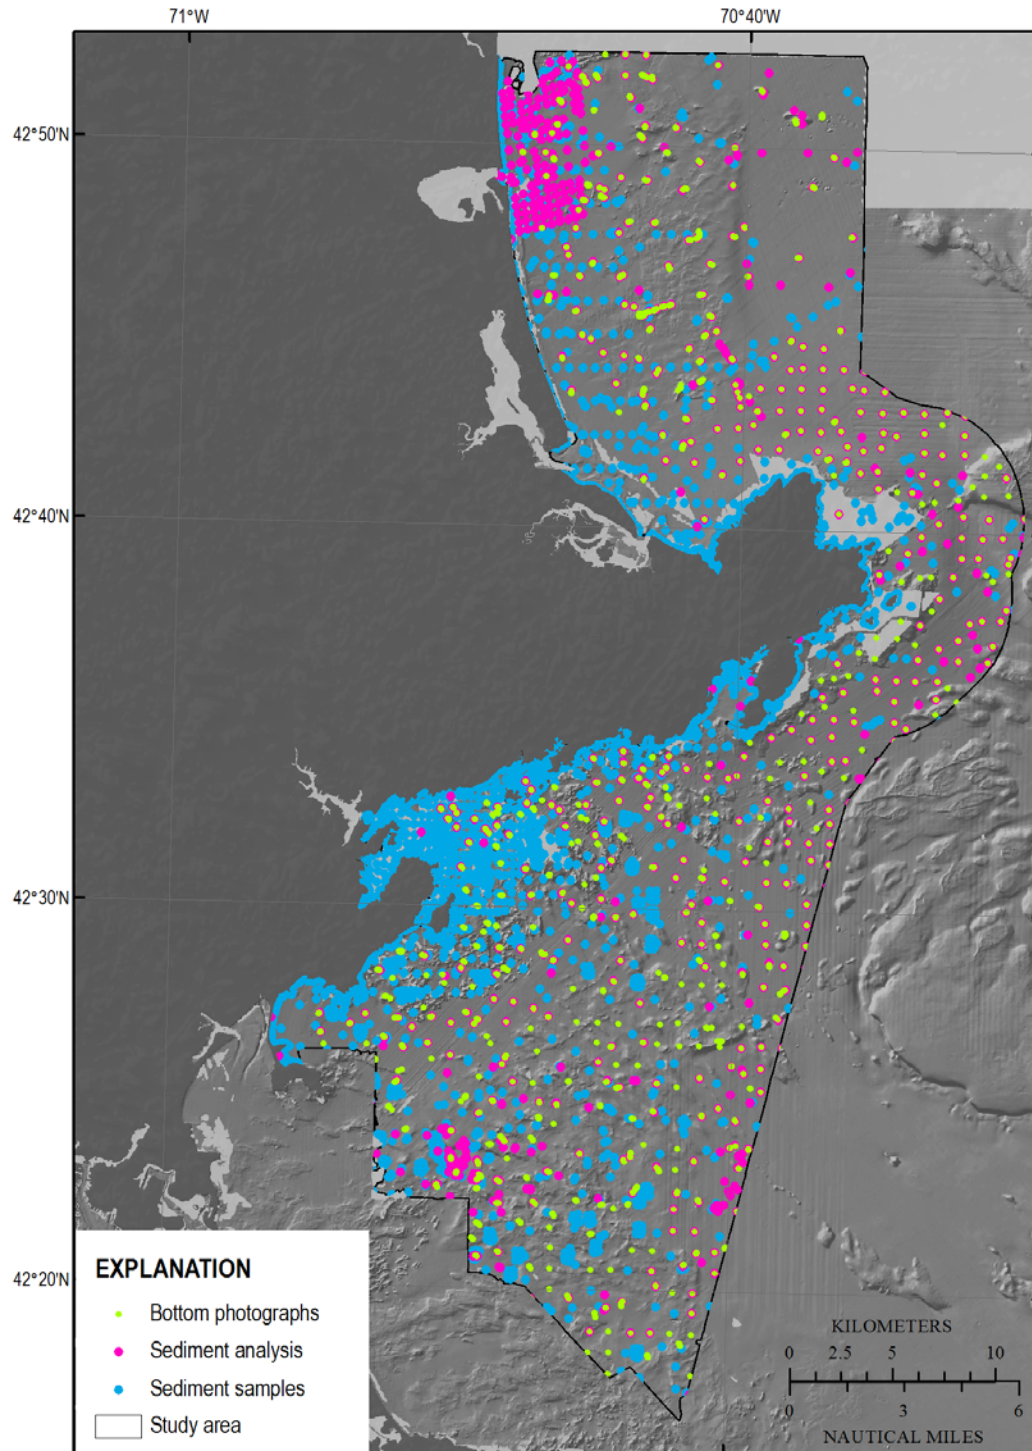 71°W
70°40'W
42°50'N
42°40'N
42°30'N
42°20'N
EXPLANATION
Bottom photographs
Sediment analysis
Sediment samples
Study area
KILOMETERS
0 2.5 5 10
0 3 6
NAUTICAL MILES